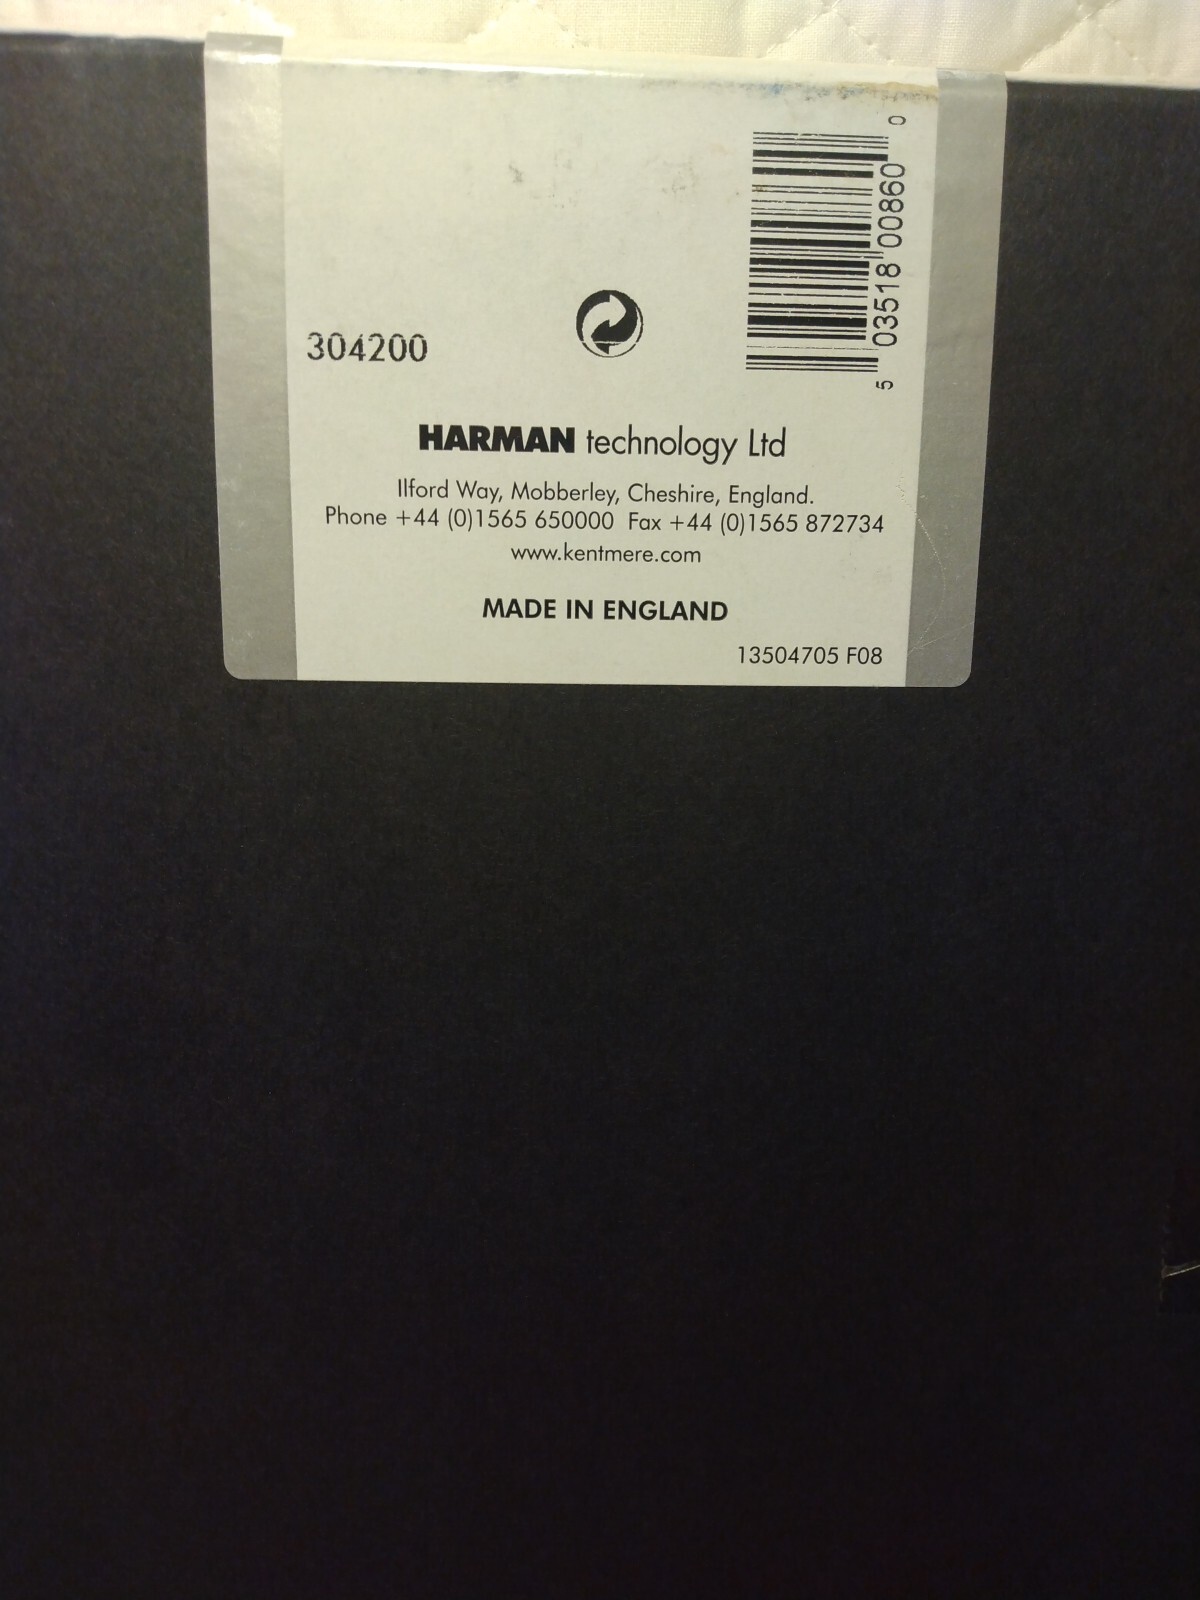 304200
5 03518 00860 0
HARMAN technology Ltd
Ilford Way, Mobberley, Cheshire, England.
Phone +44 (0)1565 650000 Fax +44 (0)1565 872734
www.kentmere.com
MADE IN ENGLAND
13504705 F08